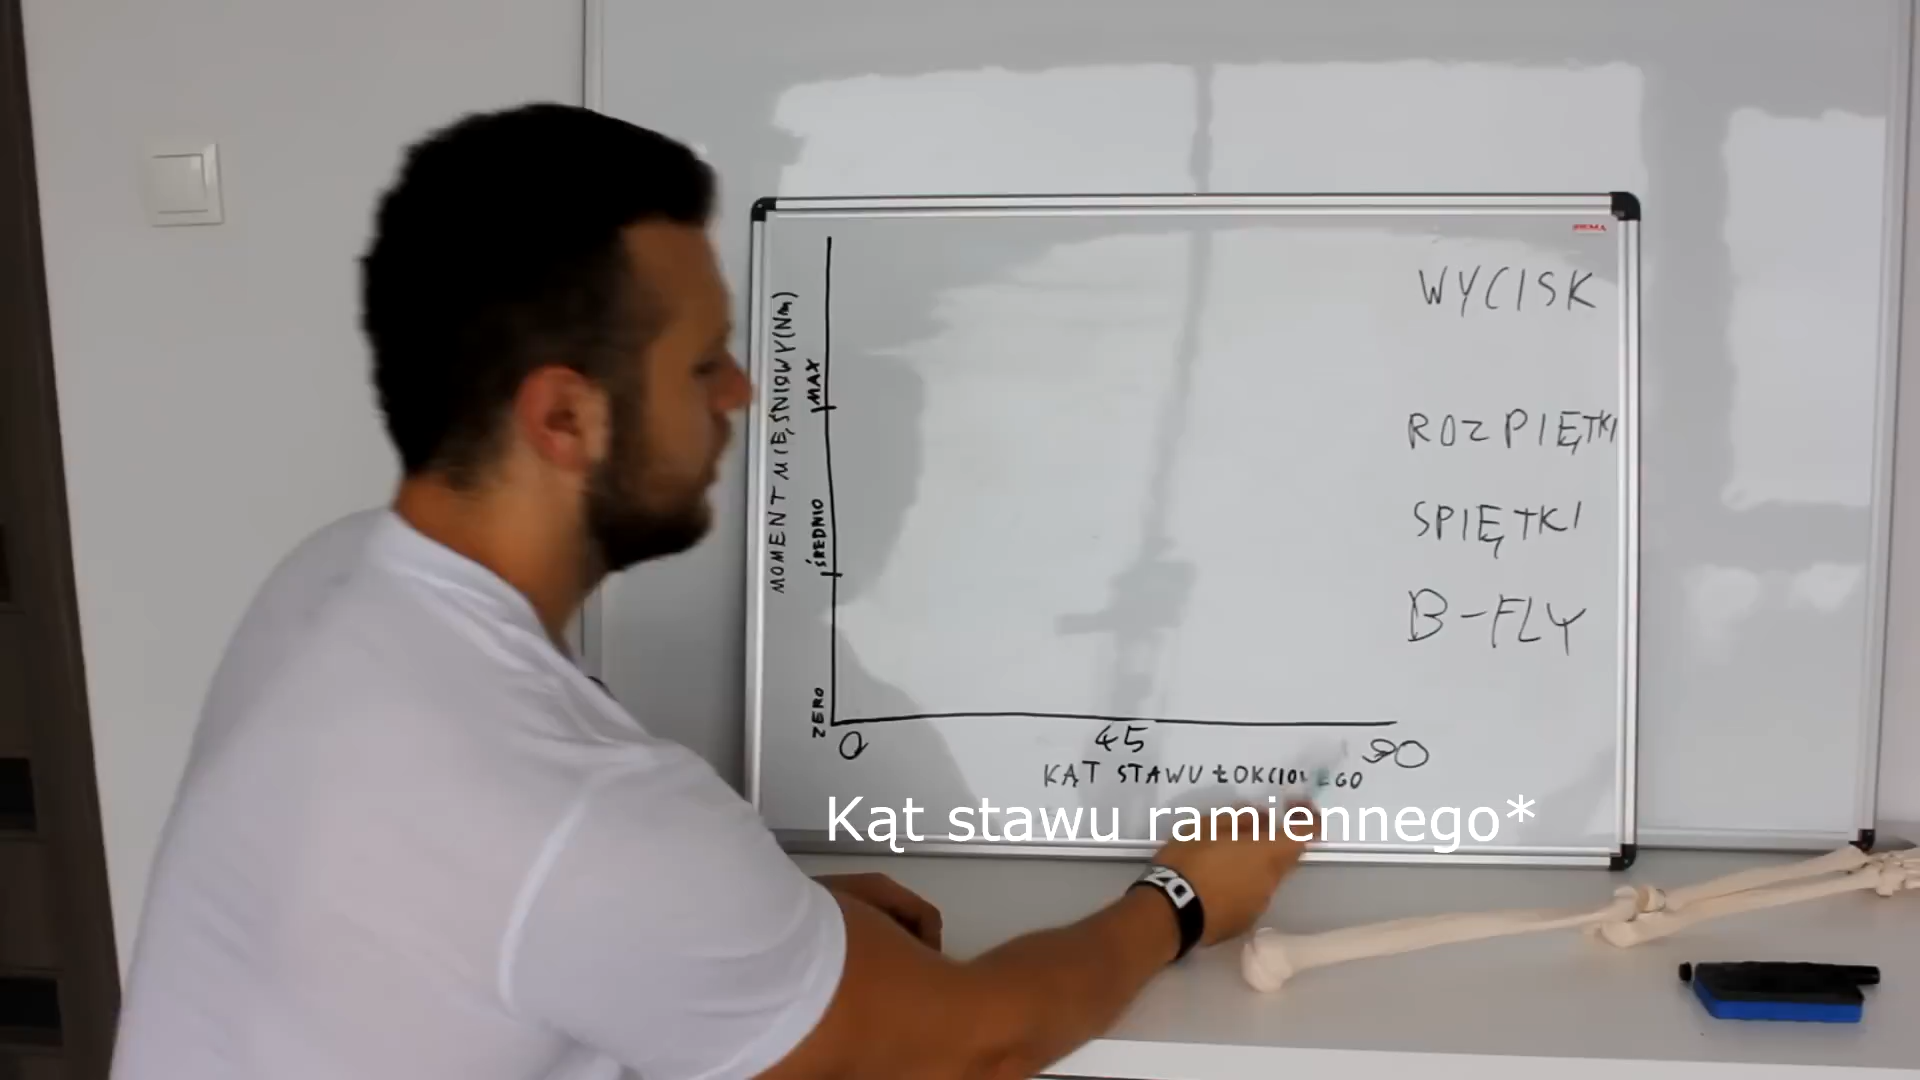 SIGMA
WYCISK
ROZPIĘTKI
SPIĘTKI
B-FLY
MOMENT MIĘŚNIOWY (Nm)
MAX
ŚREDNIO
ZERO
0 45 90
KĄT STAWU ŁOKCIOWEGO
Kąt stawu ramiennego*